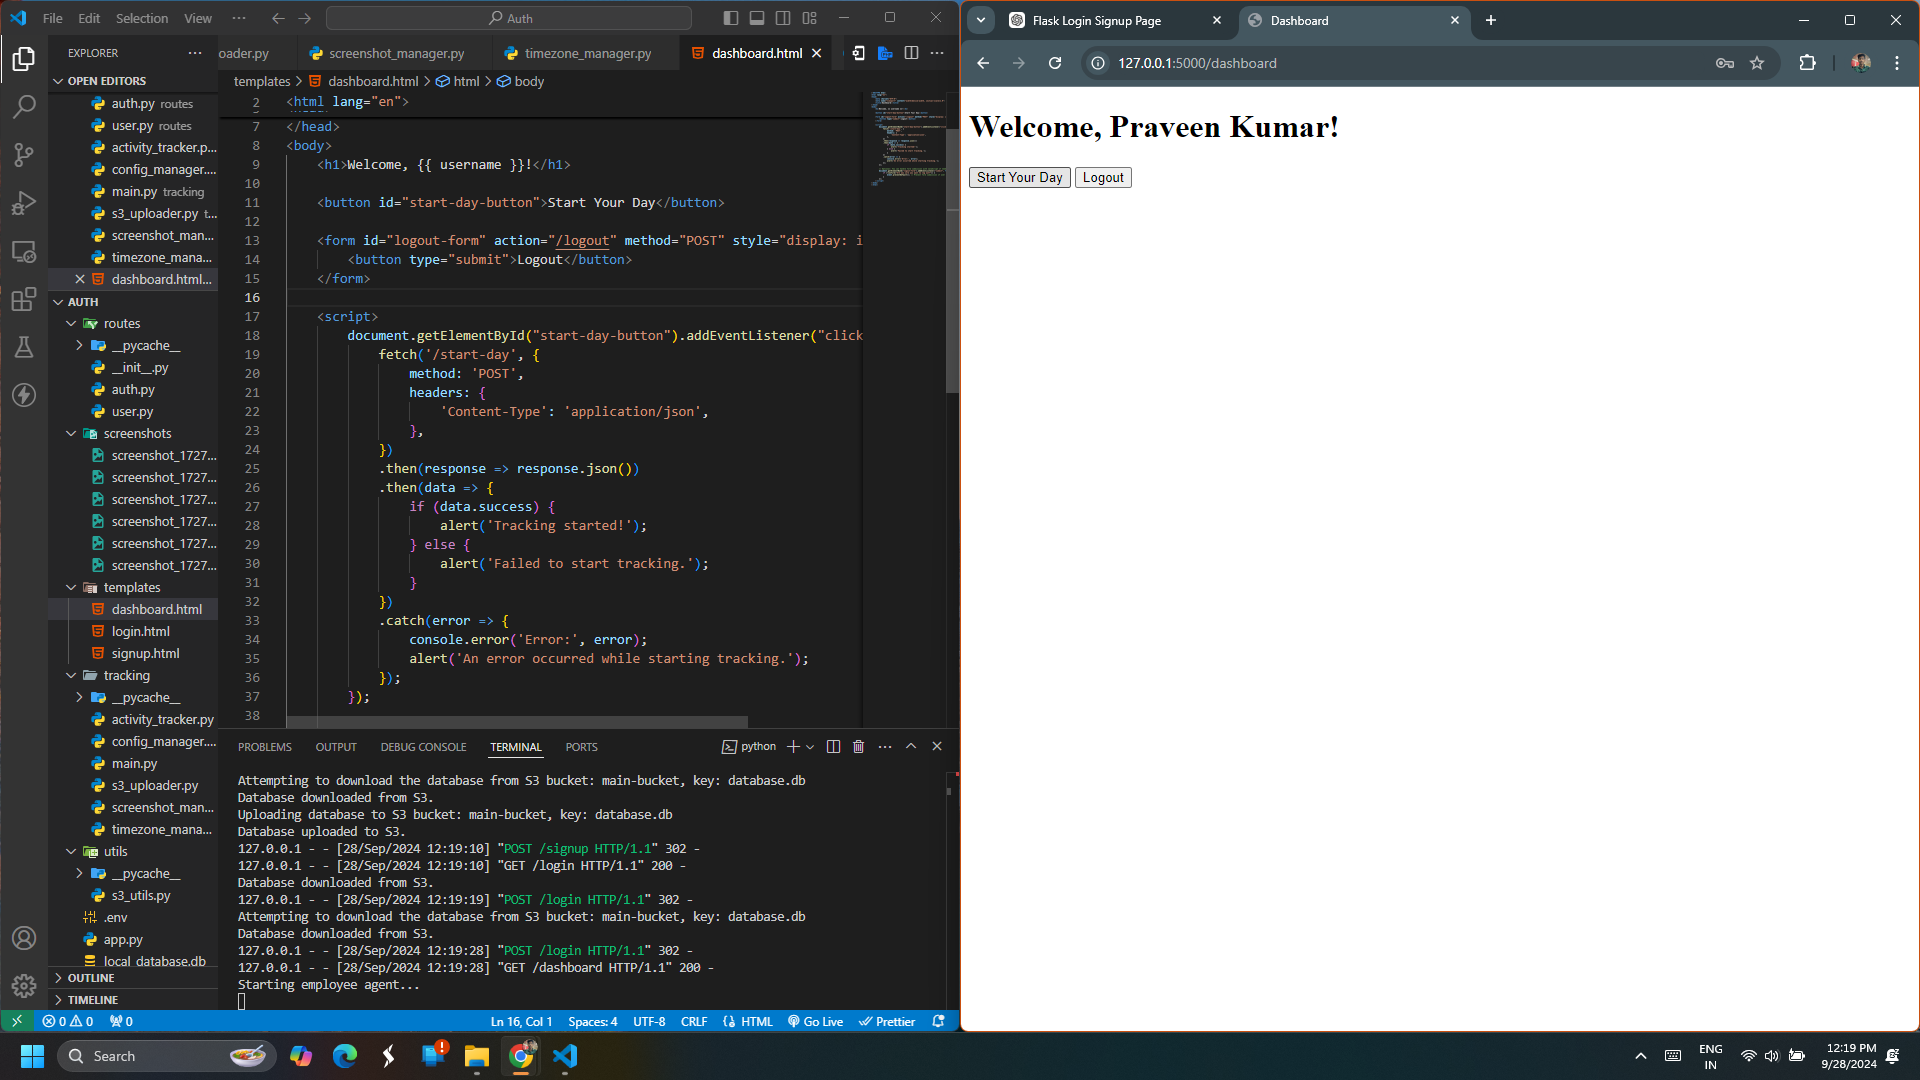 File Edit Selection View ··· Auth
EXPLORER ···
OPEN EDITORS
auth.py routes
user.py routes
activity_tracker.p...
config_manager....
main.py tracking
s3_uploader.py t...
screenshot_man...
timezone_mana...
dashboard.html...
AUTH
routes
__pycache__
__init__.py
auth.py
user.py
screenshots
screenshot_1727...
screenshot_1727...
screenshot_1727...
screenshot_1727...
screenshot_1727...
screenshot_1727...
templates
dashboard.html
login.html
signup.html
tracking
__pycache__
activity_tracker.py
config_manager....
main.py
s3_uploader.py
screenshot_man...
timezone_mana...
utils
__pycache__
s3_utils.py
.env
app.py
local_database.db
OUTLINE
TIMELINE
oader.py screenshot_manager.py timezone_manager.py dashboard.html ···
templates > dashboard.html > html > body
2 <html lang="en">
7 </head>
8 <body>
9 <h1>Welcome, {{ username }}!</h1>
10
11 <button id="start-day-button">Start Your Day</button>
12
13 <form id="logout-form" action="/logout" method="POST" style="display: i
14 <button type="submit">Logout</button>
15 </form>
16
17 <script>
18 document.getElementById("start-day-button").addEventListener("click
19 fetch('/start-day', {
20 method: 'POST',
21 headers: {
22 'Content-Type': 'application/json',
23 },
24 })
25 .then(response => response.json())
26 .then(data => {
27 if (data.success) {
28 alert('Tracking started!');
29 } else {
30 alert('Failed to start tracking.');
31 }
32 })
33 .catch(error => {
34 console.error('Error:', error);
35 alert('An error occurred while starting tracking.');
36 });
37 });
38
PROBLEMS OUTPUT DEBUG CONSOLE TERMINAL PORTS python ···
Attempting to download the database from S3 bucket: main-bucket, key: database.db
Database downloaded from S3.
Uploading database to S3 bucket: main-bucket, key: database.db
Database uploaded to S3.
127.0.0.1 - - [28/Sep/2024 12:19:10] "POST /signup HTTP/1.1" 302 -
127.0.0.1 - - [28/Sep/2024 12:19:10] "GET /login HTTP/1.1" 200 -
Database downloaded from S3.
127.0.0.1 - - [28/Sep/2024 12:19:19] "POST /login HTTP/1.1" 302 -
Attempting to download the database from S3 bucket: main-bucket, key: database.db
Database downloaded from S3.
127.0.0.1 - - [28/Sep/2024 12:19:28] "POST /login HTTP/1.1" 302 -
127.0.0.1 - - [28/Sep/2024 12:19:28] "GET /dashboard HTTP/1.1" 200 -
Starting employee agent...
0 0 0 Ln 16, Col 1 Spaces: 4 UTF-8 CRLF HTML Go Live Prettier
Flask Login Signup Page Dashboard
127.0.0.1:5000/dashboard
Welcome, Praveen Kumar!
Start Your Day Logout
Search
ENG
IN
12:19 PM
9/28/2024